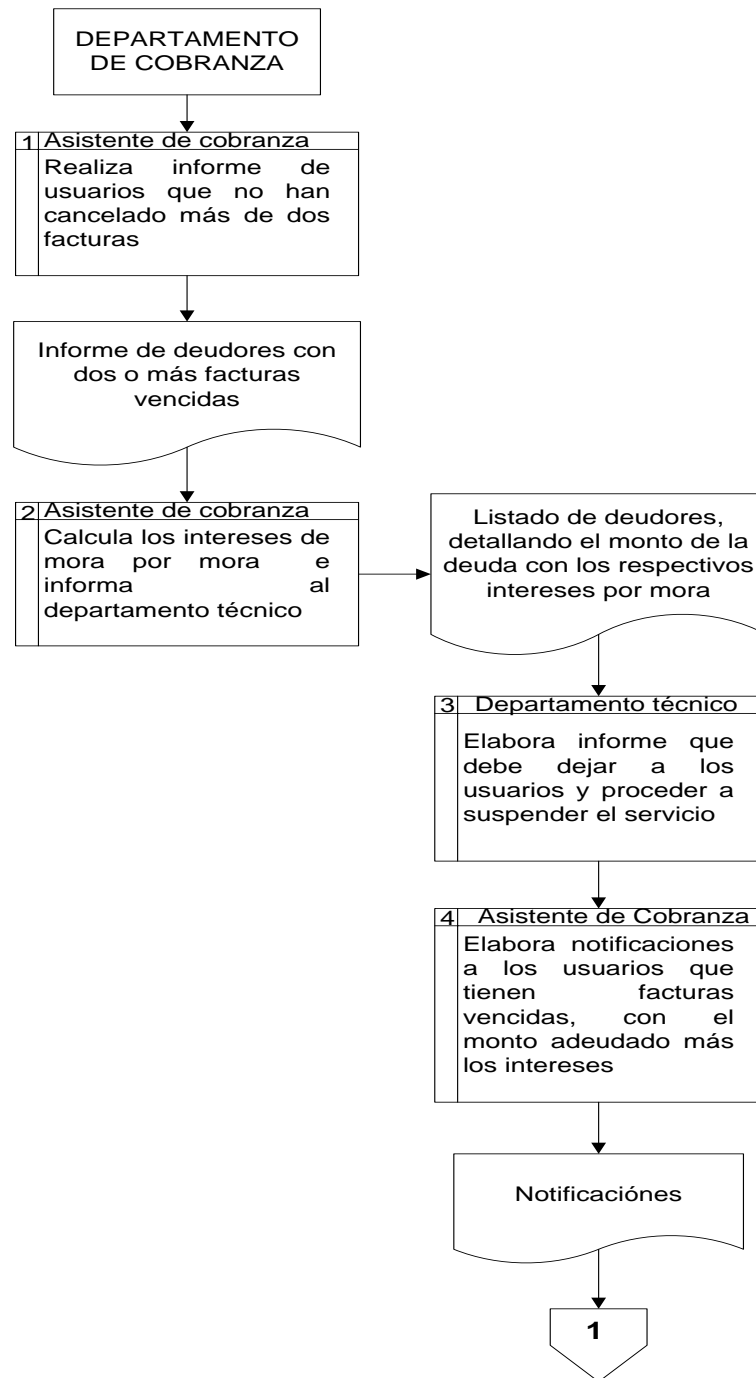 DEPARTAMENTO
DE COBRANZA
1 Asistente de cobranza
Realiza informe de
usuarios que no han
cancelado más de dos
facturas
Informe de deudores con
dos o más facturas
vencidas
2 Asistente de cobranza
Calcula los intereses de
mora por mora e
informa al
departamento técnico
Listado de deudores,
detallando el monto de la
deuda con los respectivos
intereses por mora
3 Departamento técnico
Elabora informe que
debe dejar a los
usuarios y proceder a
suspender el servicio
4 Asistente de Cobranza
Elabora notificaciones
a los usuarios que
tienen facturas
vencidas, con el
monto adeudado más
los intereses
Notificaciónes
1